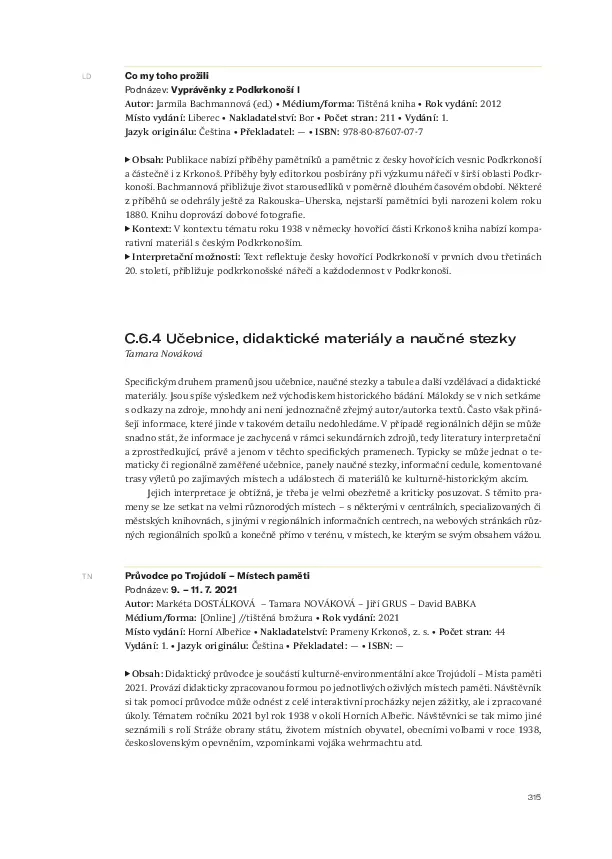 LD
Co my toho prožili
Podnázev: Vyprávěnky z Podkrkonoší I
Autor: Jarmila Bachmannová (ed.) • Médium/forma: Tištěná kniha • Rok vydání: 2012
Místo vydání: Liberec • Nakladatelství: Bor • Počet stran: 211 • Vydání: 1.
Jazyk originálu: Čeština • Překladatel: — • ISBN: 978-80-87607-07-7
▶ Obsah: Publikace nabízí příběhy pamětníků a pamětnic z česky hovořících vesnic Podkrkonoší
a částečně i z Krkonoš. Příběhy byly editorkou posbírány při výzkumu nářečí v širší oblasti Podkr-
konoší. Bachmannová přibližuje život starousedlíků v poměrně dlouhém časovém období. Některé
z příběhů se odehrály ještě za Rakouska–Uherska, nejstarší pamětníci byli narozeni kolem roku
1880. Knihu doprovází dobové fotografie.
▶ Kontext: V kontextu tématu roku 1938 v německy hovořící části Krkonoš kniha nabízí kompa-
rativní materiál s českým Podkrkonoším.
▶ Interpretační možnosti: Text reflektuje česky hovořící Podkrkonoší v prvních dvou třetinách
20. století, přibližuje podkrkonošské nářečí a každodennost v Podkrkonoší.
C.6.4 Učebnice, didaktické materiály a naučné stezky
Tamara Nováková
Specifickým druhem pramenů jsou učebnice, naučné stezky a tabule a další vzdělávací a didaktické
materiály. Jsou spíše výsledkem než východiskem historického bádání. Málokdy se v nich setkáme
s odkazy na zdroje, mnohdy ani není jednoznačně zřejmý autor/autorka textů. Často však přiná-
šejí informace, které jinde v takovém detailu nedohledáme. V případě regionálních dějin se může
snadno stát, že informace je zachycená v rámci sekundárních zdrojů, tedy literatury interpretační
a zprostředkující, právě a jenom v těchto specifických pramenech. Typicky se může jednat o te-
maticky či regionálně zaměřené učebnice, panely naučné stezky, informační cedule, komentované
trasy výletů po zajímavých místech a událostech či materiály ke kulturně-historickým akcím.
Jejich interpretace je obtížná, je třeba je velmi obezřetně a kriticky posuzovat. S těmito pra-
meny se lze setkat na velmi různorodých místech – s některými v centrálních, specializovaných či
městských knihovnách, s jinými v regionálních informačních centrech, na webových stránkách růz-
ných regionálních spolků a konečně přímo v terénu, v místech, ke kterým se svým obsahem vážou.
TN
Průvodce po Trojúdolí – Místech paměti
Podnázev: 9. – 11. 7. 2021
Autor: Markéta DOSTÁLKOVÁ – Tamara NOVÁKOVÁ – Jiří GRUS – David BABKA
Médium/forma: [Online] //tištěná brožura • Rok vydání: 2021
Místo vydání: Horní Albeřice • Nakladatelství: Prameny Krkonoš, z. s. • Počet stran: 44
Vydání: 1. • Jazyk originálu: Čeština • Překladatel: — • ISBN: —
▶ Obsah: Didaktický průvodce je součástí kulturně-environmentální akce Trojúdolí – Místa paměti
2021. Provází didakticky zpracovanou formou po jednotlivých oživlých místech paměti. Návštěvník
si tak pomocí průvodce může odnést z celé interaktivní procházky nejen zážitky, ale i zpracované
úkoly. Tématem ročníku 2021 byl rok 1938 v okolí Horních Albeřic. Návštěvníci se tak mimo jiné
seznámili s rolí Stráže obrany státu, životem místních obyvatel, obecními volbami v roce 1938,
československým opevněním, vzpomínkami vojáka wehrmachtu atd.
315